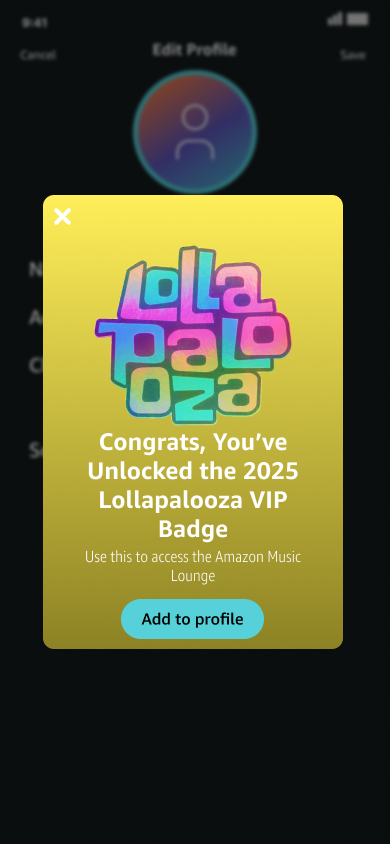 9:41
Cancel
Edit Profile
Save
Lolla
Palo
oza
Congrats, You've
Unlocked the 2025
Lollapalooza VIP
Badge
Use this to access the Amazon Music
Lounge
Add to profile